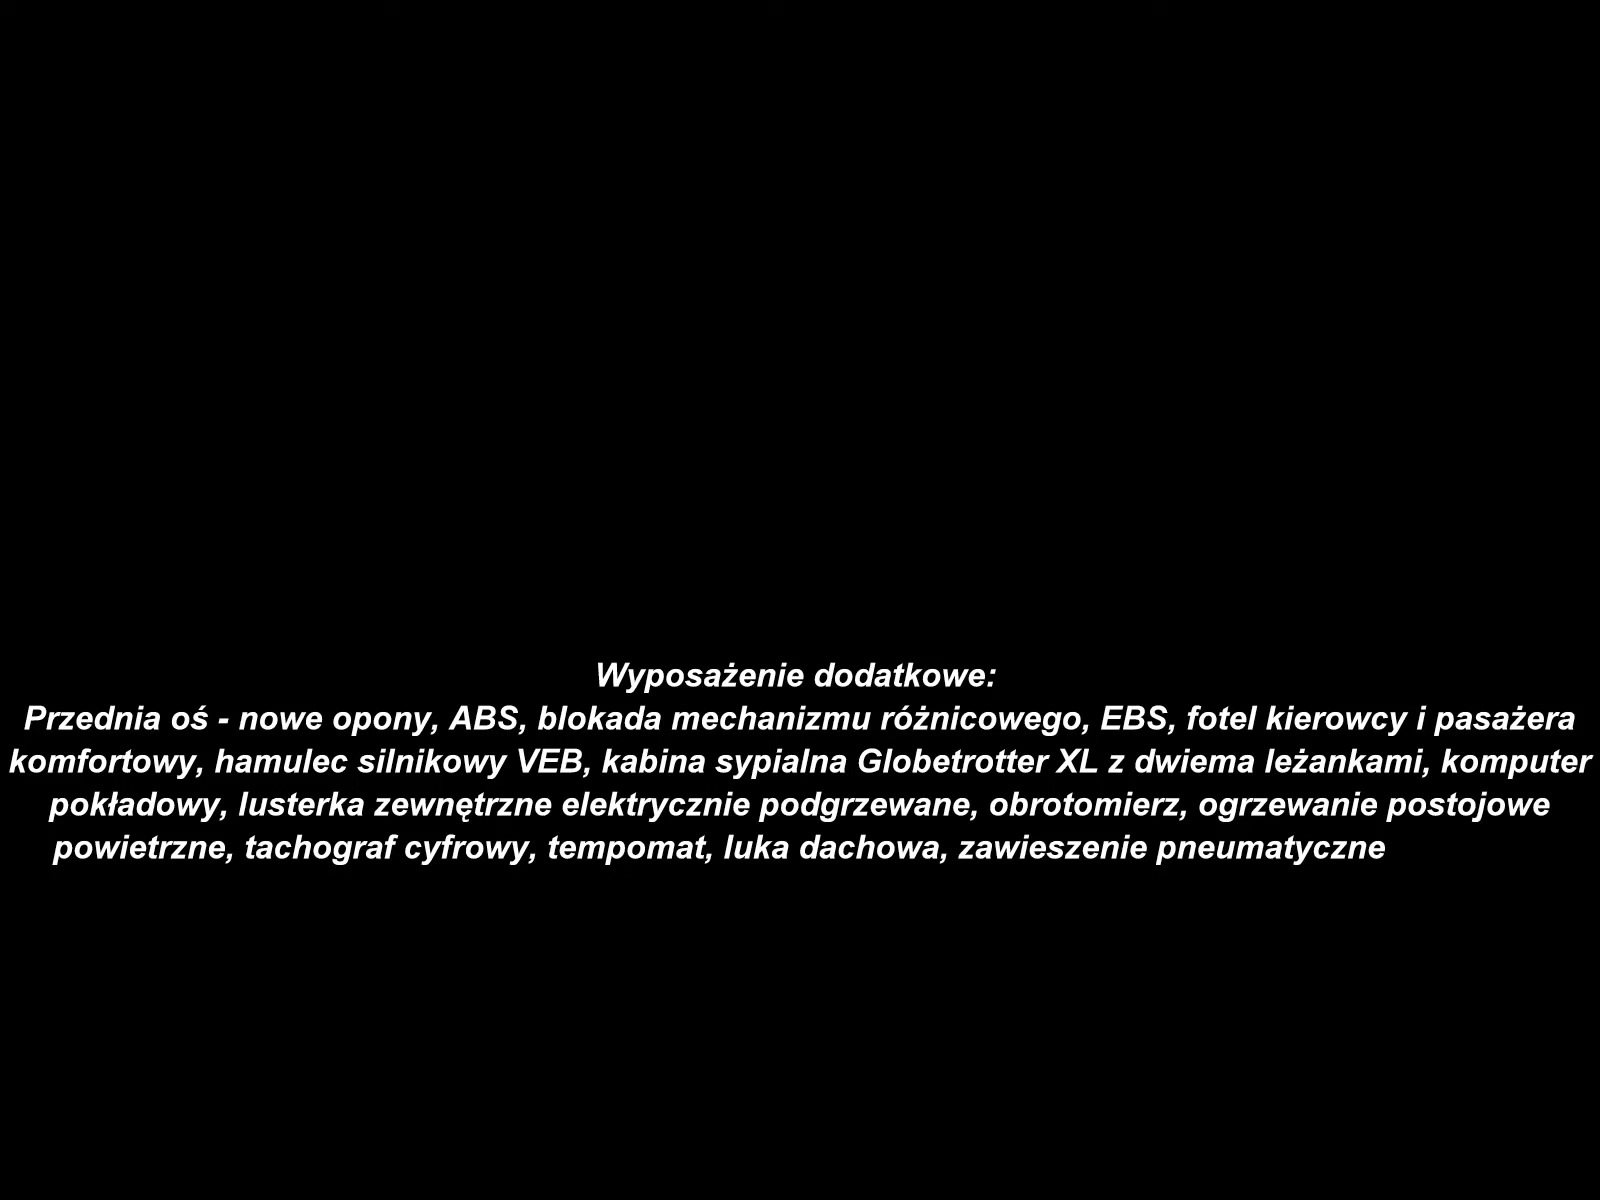 Wyposażenie dodatkowe:
Przednia oś - nowe opony, ABS, blokada mechanizmu różnicowego, EBS, fotel kierowcy i pasażera
komfortowy, hamulec silnikowy VEB, kabina sypialna Globetrotter XL z dwiema leżankami, komputer
pokładowy, lusterka zewnętrzne elektrycznie podgrzewane, obrotomierz, ogrzewanie postojowe
powietrzne, tachograf cyfrowy, tempomat, luka dachowa, zawieszenie pneumatyczne